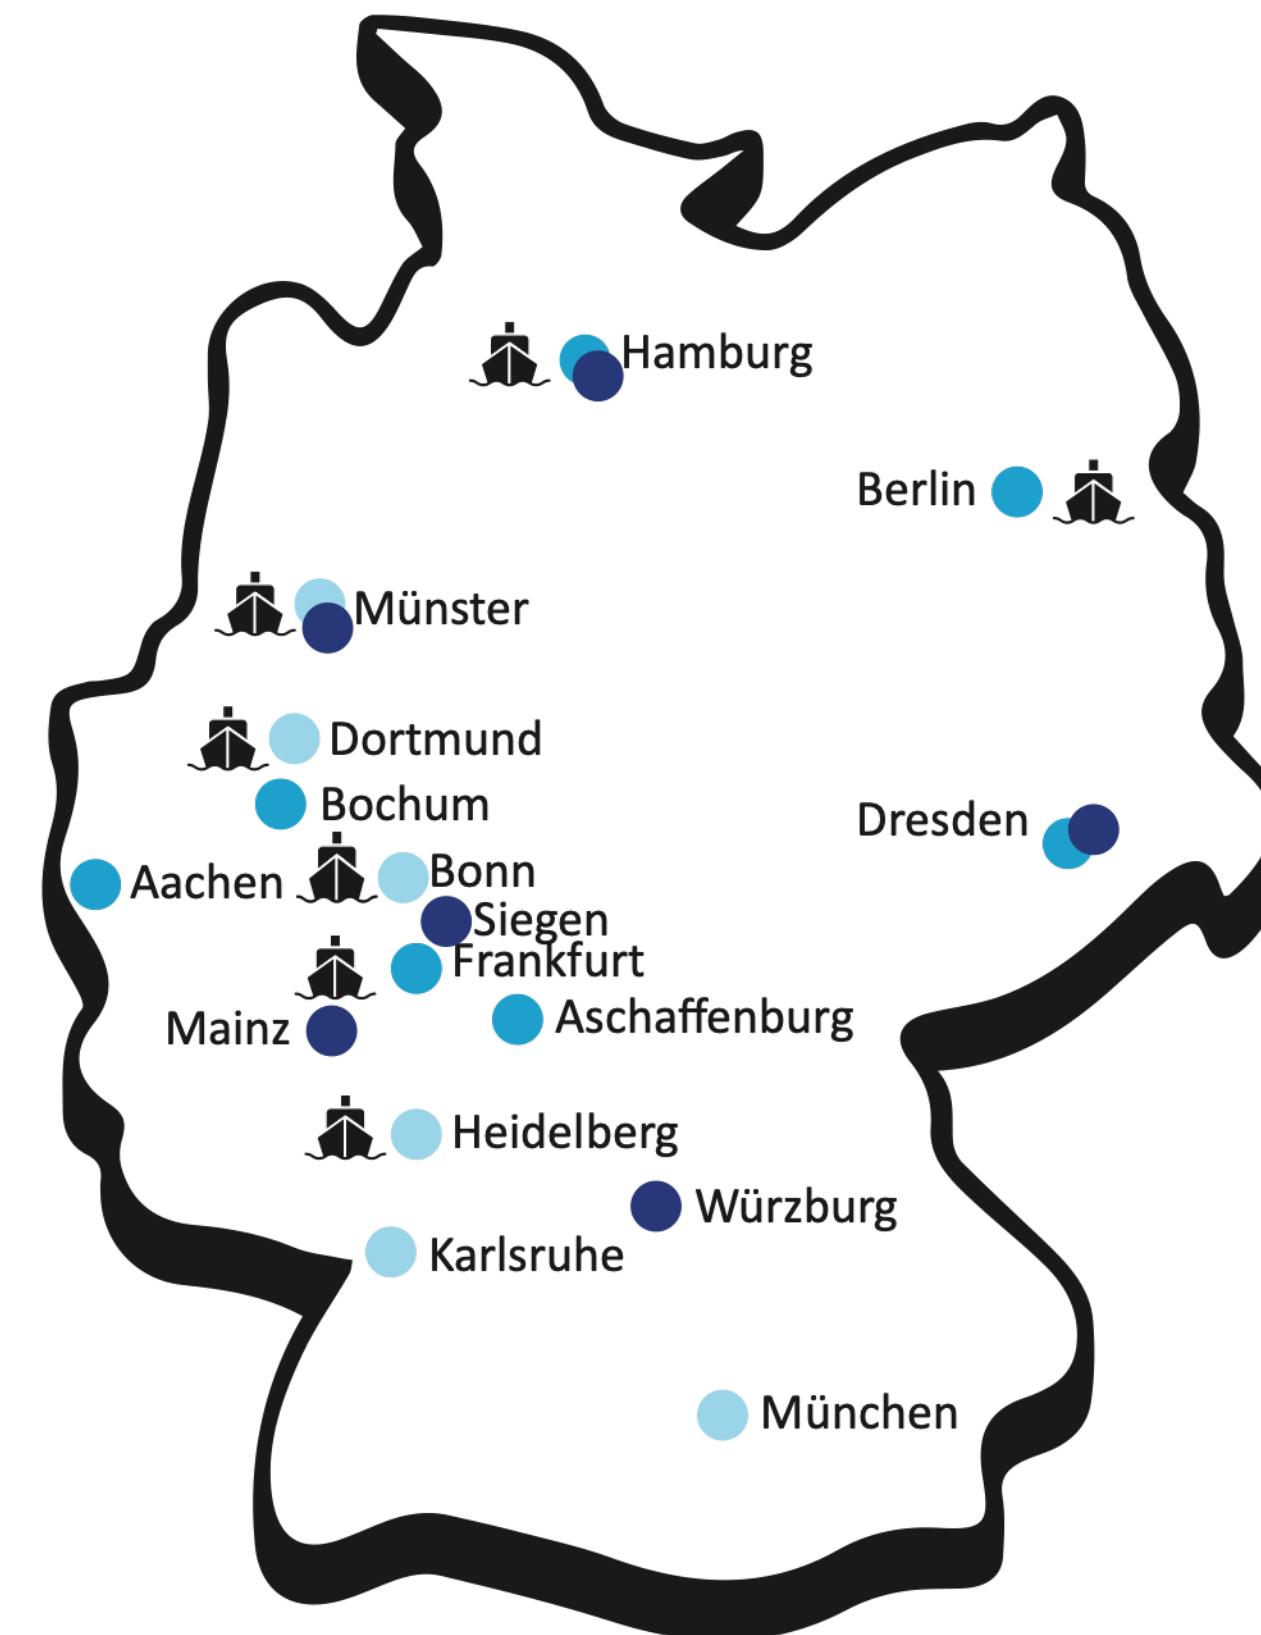 Hamburg
Berlin
Münster
Dortmund
Bochum
Dresden
Aachen
Bonn
Siegen
Frankfurt
Aschaffenburg
Mainz
Heidelberg
Würzburg
Karlsruhe
München